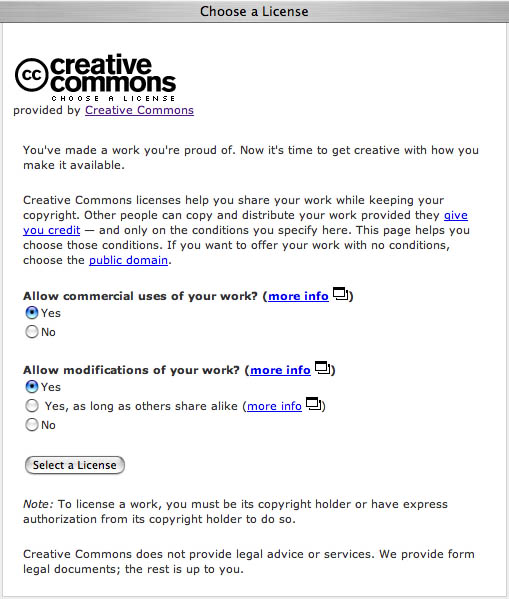 Choose a License
cc creative
commons
CHOOSE A LICENSE
provided by Creative Commons
You've made a work you're proud of. Now it's time to get creative with how you
make it available.
Creative Commons licenses help you share your work while keeping your
copyright. Other people can copy and distribute your work provided they give
you credit — and only on the conditions you specify here. This page helps you
choose those conditions. If you want to offer your work with no conditions,
choose the public domain.
Allow commercial uses of your work? (more info)
Yes
No
Allow modifications of your work? (more info)
Yes
Yes, as long as others share alike (more info)
No
Select a License
Note: To license a work, you must be its copyright holder or have express
authorization from its copyright holder to do so.
Creative Commons does not provide legal advice or services. We provide form
legal documents; the rest is up to you.